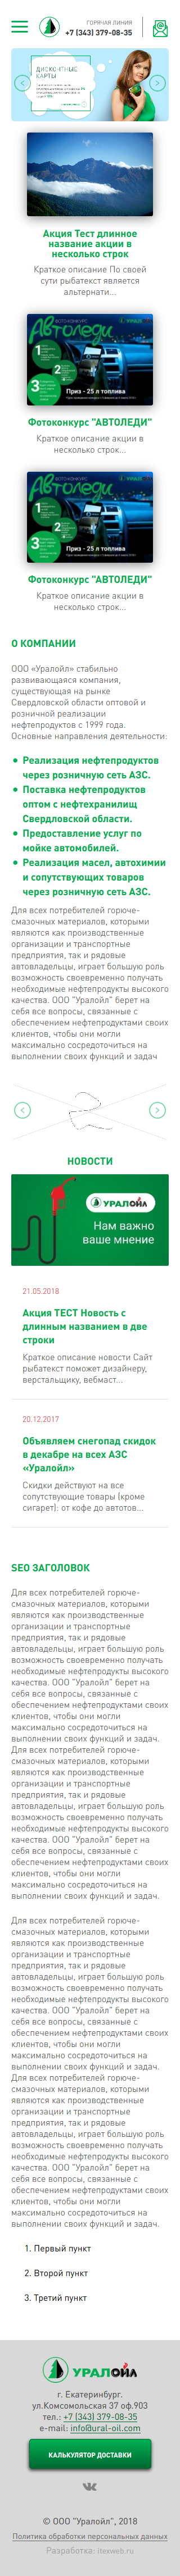 ГОРЯЧАЯ ЛИНИЯ
+7 (343) 379-08-35
ДИСКОНТНЫЕ
КАРТЫ
Акция Тест длинное
название акции в
несколько строк
Краткое описание По своей
сути рыбатекст является
альтернати...
Автоледи
Приз - 25 л топлива
Фотоконкурс "АВТОЛЕДИ"
Краткое описание акции в
несколько строк...
Автоледи
Приз - 25 л топлива
Фотоконкурс "АВТОЛЕДИ"
Краткое описание акции в
несколько строк...
О КОМПАНИИ
ООО «Уралойл» стабильно
развивающаяся компания,
существующая на рынке
Свердловской области оптовой и
розничной реализации
нефтепродуктов с 1999 года.
Основные направления деятельности:
Реализация нефтепродуктов
через розничную сеть АЗС.
Поставка нефтепродуктов
оптом с нефтехранилищ
Свердловской области.
Предоставление услуг по
мойке автомобилей.
Реализация масел, автохимии
и сопутствующих товаров
через розничную сеть АЗС.
Для всех потребителей горюче-
смазочных материалов, которыми
являются как производственные
организации и транспортные
предприятия, так и рядовые
автовладельцы, играет большую роль
возможность своевременно получать
необходимые нефтепродукты высокого
качества. ООО "Уралойл" берет на
себя все вопросы, связанные с
обеспечением нефтепродуктами своих
клиентов, чтобы они могли
максимально сосредоточиться на
выполнении своих функций и задач
НОВОСТИ
УРАЛОЙЛ
Нам важно
ваше мнение
21.05.2018
Акция ТЕСТ Новость с
длинным названием в две
строки
Краткое описание новости Сайт
рыбатекст поможет дизайнеру,
верстальщику, вебмаст...
20.12.2017
Объявляем снегопад скидок
в декабре на всех АЗС
«Уралойл»
Скидки действуют на все
сопутствующие товары (кроме
сигарет): от кофе до автотов...
SEO ЗАГОЛОВОК
Для всех потребителей горюче-
смазочных материалов, которыми
являются как производственные
организации и транспортные
предприятия, так и рядовые
автовладельцы, играет большую роль
возможность своевременно получать
необходимые нефтепродукты высокого
качества. ООО "Уралойл" берет на
себя все вопросы, связанные с
обеспечением нефтепродуктами своих
клиентов, чтобы они могли
максимально сосредоточиться на
выполнении своих функций и задач.
Для всех потребителей горюче-
смазочных материалов, которыми
являются как производственные
организации и транспортные
предприятия, так и рядовые
автовладельцы, играет большую роль
возможность своевременно получать
необходимые нефтепродукты высокого
качества. ООО "Уралойл" берет на
себя все вопросы, связанные с
обеспечением нефтепродуктами своих
клиентов, чтобы они могли
максимально сосредоточиться на
выполнении своих функций и задач.
Для всех потребителей горюче-
смазочных материалов, которыми
являются как производственные
организации и транспортные
предприятия, так и рядовые
автовладельцы, играет большую роль
возможность своевременно получать
необходимые нефтепродукты высокого
качества. ООО "Уралойл" берет на
себя все вопросы, связанные с
обеспечением нефтепродуктами своих
клиентов, чтобы они могли
максимально сосредоточиться на
выполнении своих функций и задач.
Для всех потребителей горюче-
смазочных материалов, которыми
являются как производственные
организации и транспортные
предприятия, так и рядовые
автовладельцы, играет большую роль
возможность своевременно получать
необходимые нефтепродукты высокого
качества. ООО "Уралойл" берет на
себя все вопросы, связанные с
обеспечением нефтепродуктами своих
клиентов, чтобы они могли
максимально сосредоточиться на
выполнении своих функций и задач.
1. Первый пункт
2. Второй пункт
3. Третий пункт
УРАЛОЙЛ
г. Екатеринбург.
ул.Комсомольская 37 оф.903
тел.: +7 (343) 379-08-35
e-mail: info@ural-oil.com
КАЛЬКУЛЯТОР ДОСТАВКИ
© ООО "Уралойл", 2018
Политика обработки персональных данных
Разработка: itexweb.ru